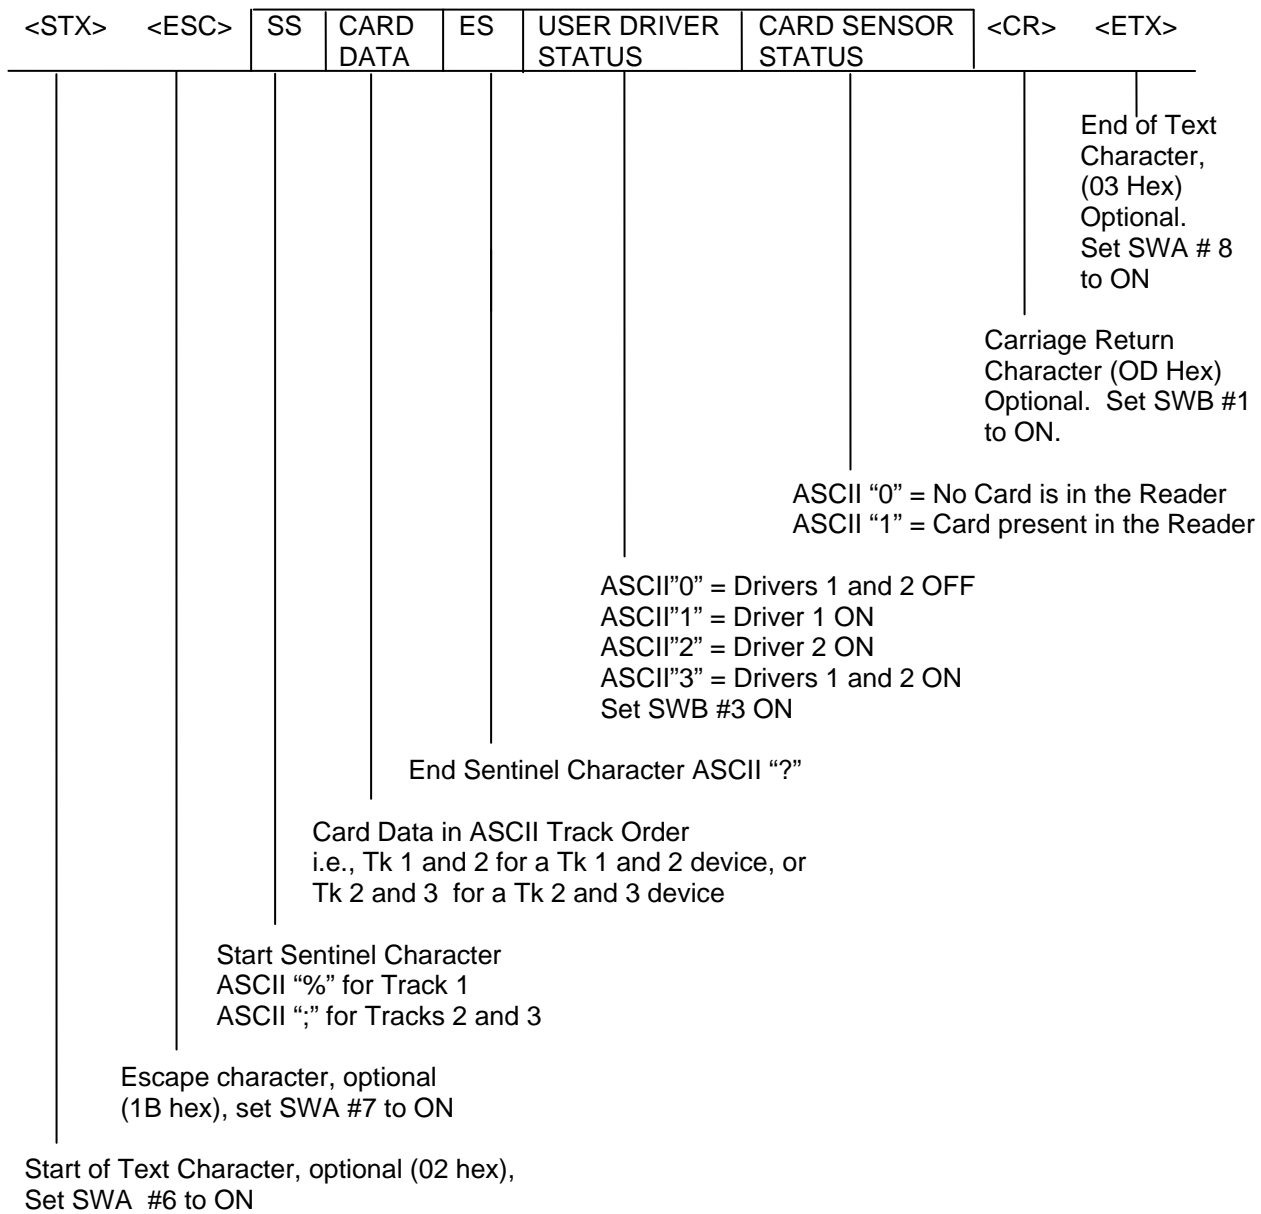 <STX> <ESC> SS CARD ES USER DRIVER CARD SENSOR <CR> <ETX>
DATA STATUS STATUS
End of Text
Character,
(03 Hex)
Optional.
Set SWA # 8
to ON
Carriage Return
Character (OD Hex)
Optional. Set SWB #1
to ON.
ASCII “0” = No Card is in the Reader
ASCII “1” = Card present in the Reader
ASCII”0” = Drivers 1 and 2 OFF
ASCII”1” = Driver 1 ON
ASCII”2” = Driver 2 ON
ASCII”3” = Drivers 1 and 2 ON
Set SWB #3 ON
End Sentinel Character ASCII “?”
Card Data in ASCII Track Order
i.e., Tk 1 and 2 for a Tk 1 and 2 device, or
Tk 2 and 3 for a Tk 2 and 3 device
Start Sentinel Character
ASCII “%” for Track 1
ASCII “;” for Tracks 2 and 3
Escape character, optional
(1B hex), set SWA #7 to ON
Start of Text Character, optional (02 hex),
Set SWA #6 to ON